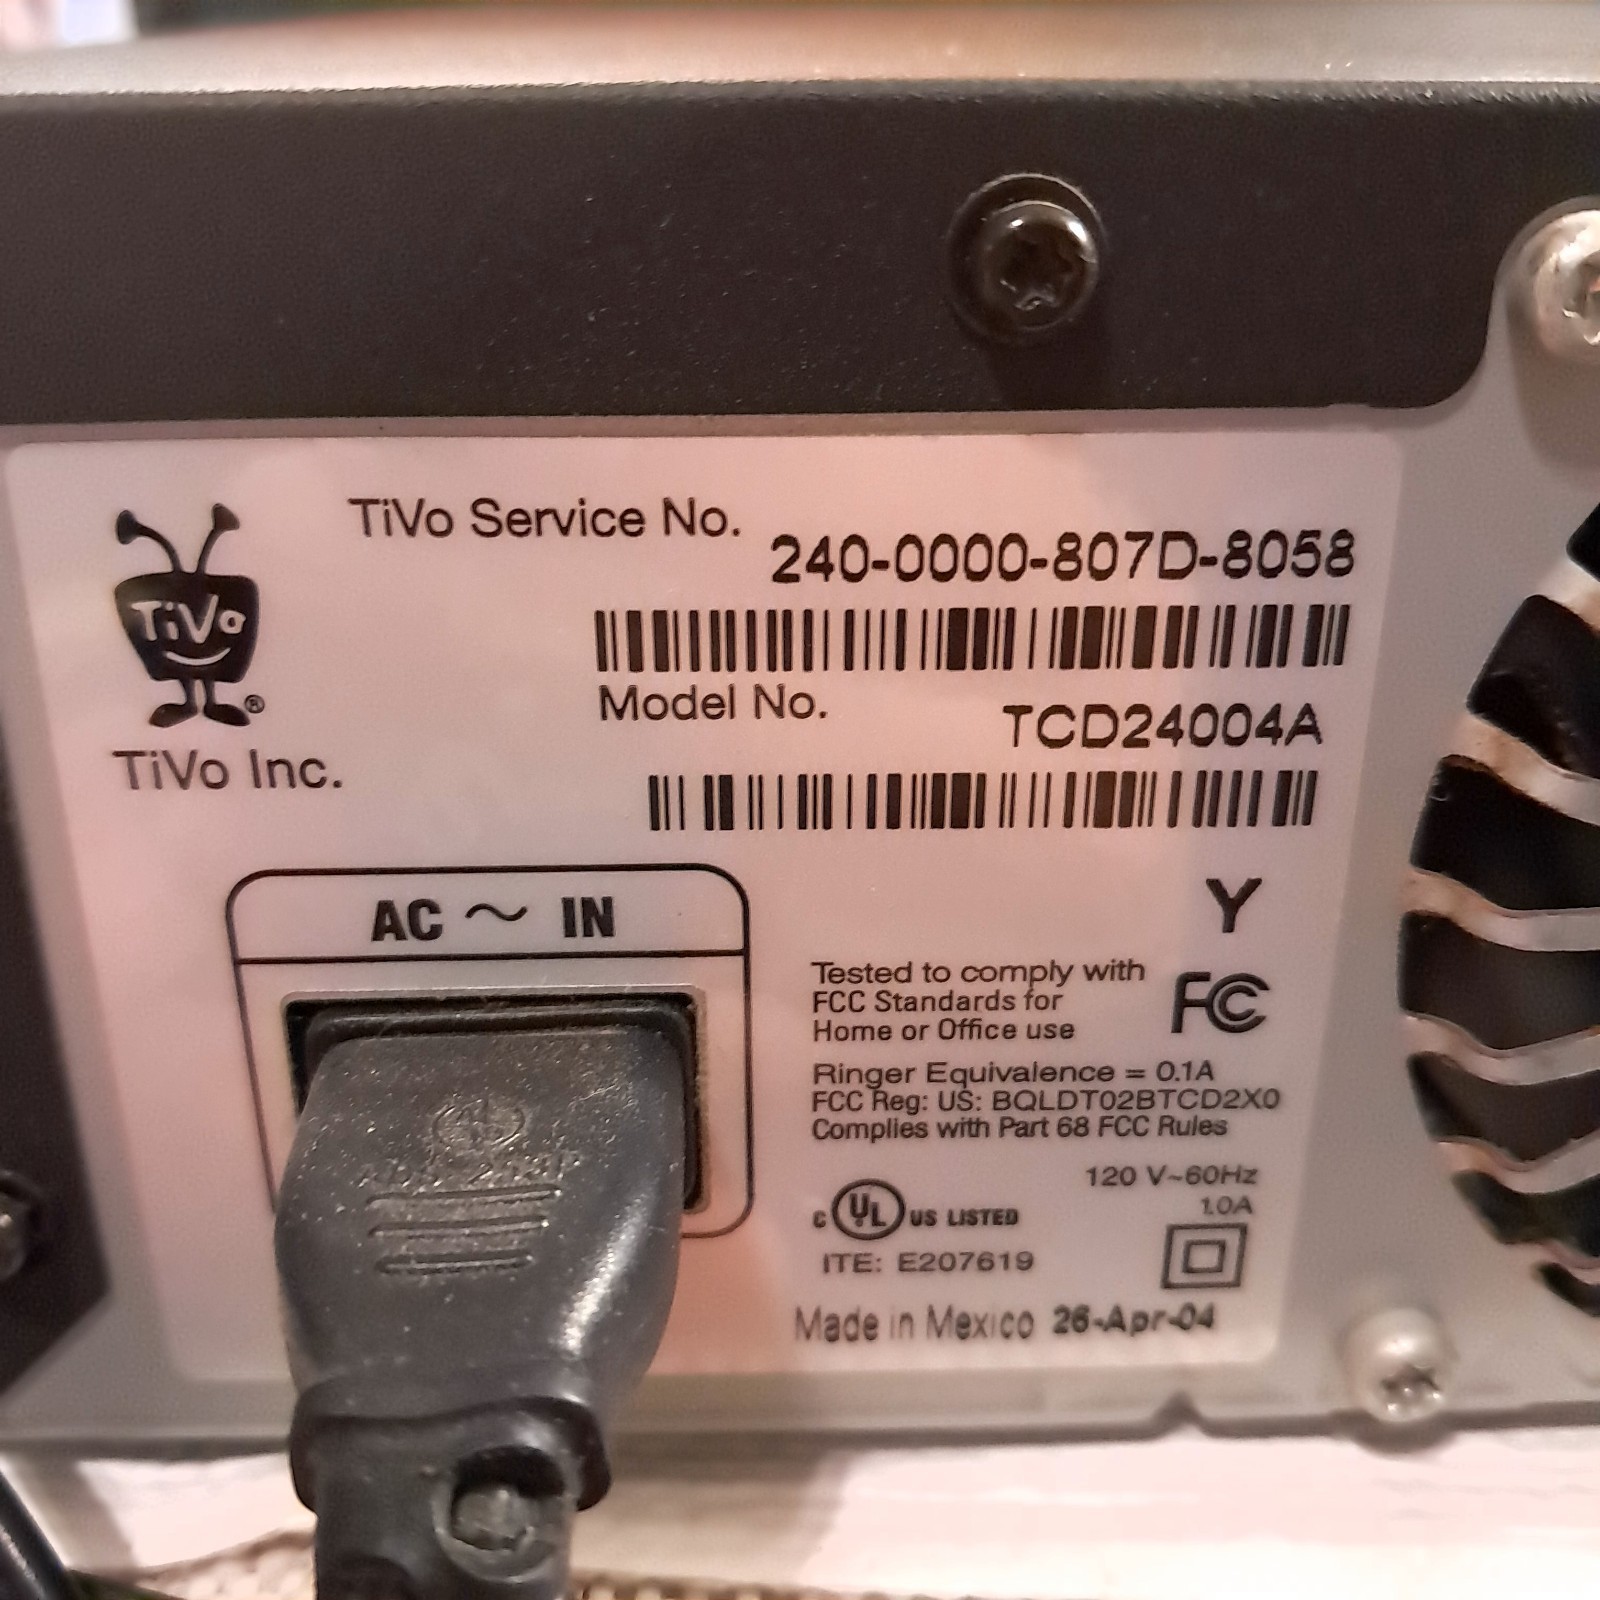 TiVo Service No.
240-0000-807D-8058
TiVo
®
TiVo Inc.
Model No.
TCD24004A
AC ~ IN
Y
Tested to comply with
FCC Standards for
Home or Office use
FC
Ringer Equivalence = 0.1A
FCC Reg: US: BQLDT02BTCD2X0
Complies with Part 68 FCC Rules
120 V~60Hz
1.0A
c UL US LISTED
ITE: E207619
Made in Mexico 26-Apr-04